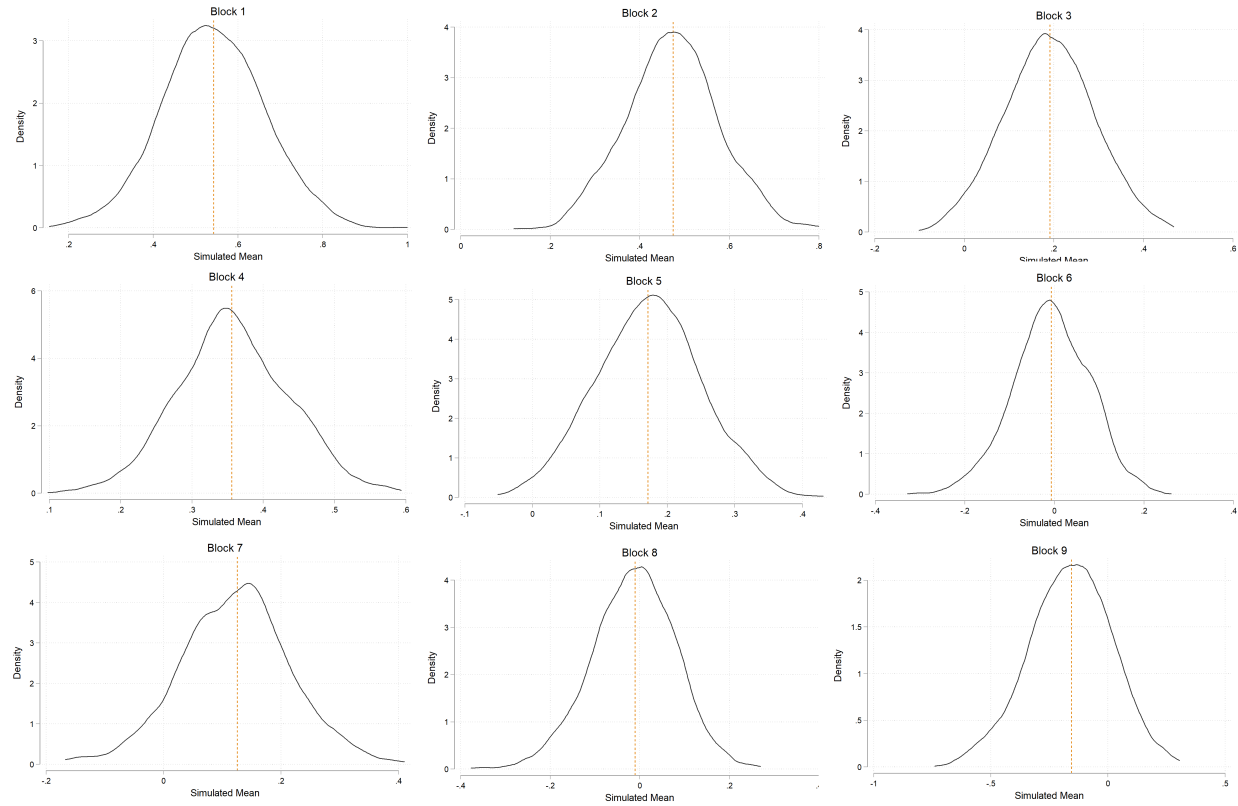 Block 1
Density
3
2
1
0
.2 .4 .6 .8 1
Simulated Mean
Block 2
Density
4
3
2
1
0
0 .2 .4 .6 .8
Simulated Mean
Block 3
Density
4
3
2
1
0
-.2 0 .2 .4 .6
Simulated Mean
Block 4
Density
6
4
2
0
.1 .2 .3 .4 .5 .6
Simulated Mean
Block 5
Density
5
4
3
2
1
0
-.1 0 .1 .2 .3 .4
Simulated Mean
Block 6
Density
5
4
3
2
1
0
-.4 -.2 0 .2 .4
Simulated Mean
Block 7
Density
5
4
3
2
1
0
-.2 0 .2 .4
Simulated Mean
Block 8
Density
4
3
2
1
0
-.4 -.2 0 .2
Simulated Mean
Block 9
Density
2
1.5
1
.5
0
-1 -.5 0 .5
Simulated Mean